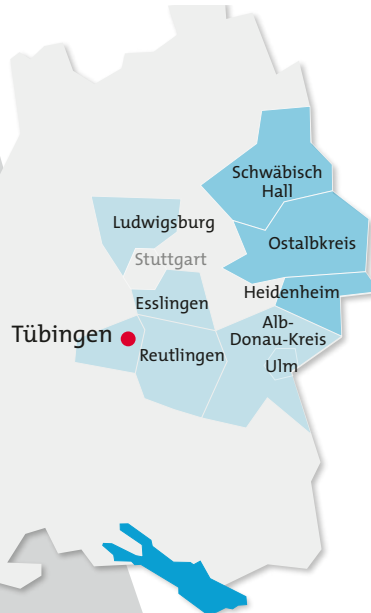 Schwäbisch
Hall
Ludwigsburg
Ostalbkreis
Stuttgart
Heidenheim
Esslingen
Alb-
Donau-Kreis
Tübingen
Reutlingen
Ulm